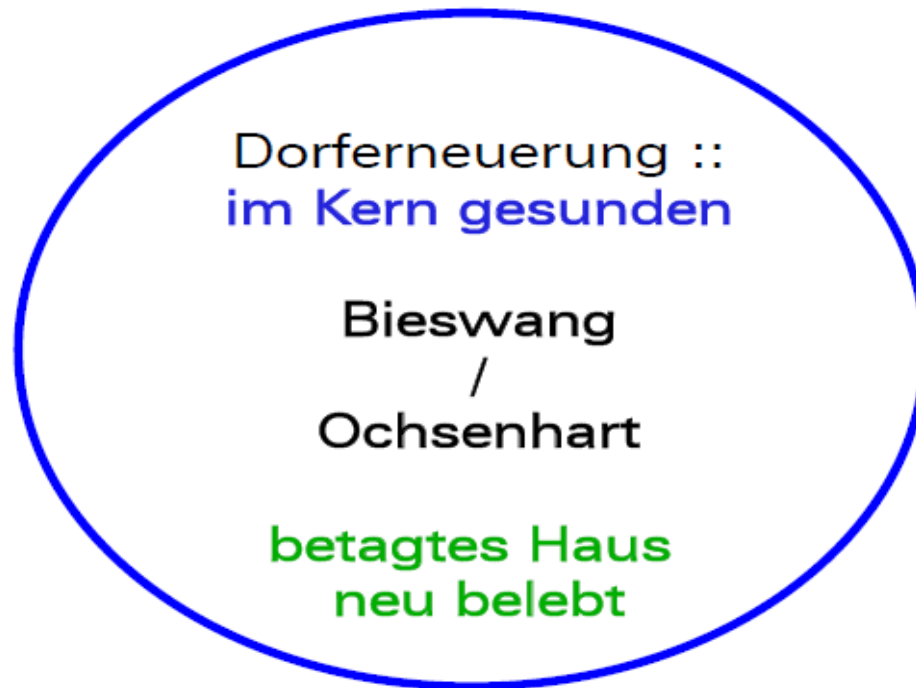 Dorferneuerung ::
im Kern gesunden
Bieswang
/
Ochsenhart
betagtes Haus
neu belebt